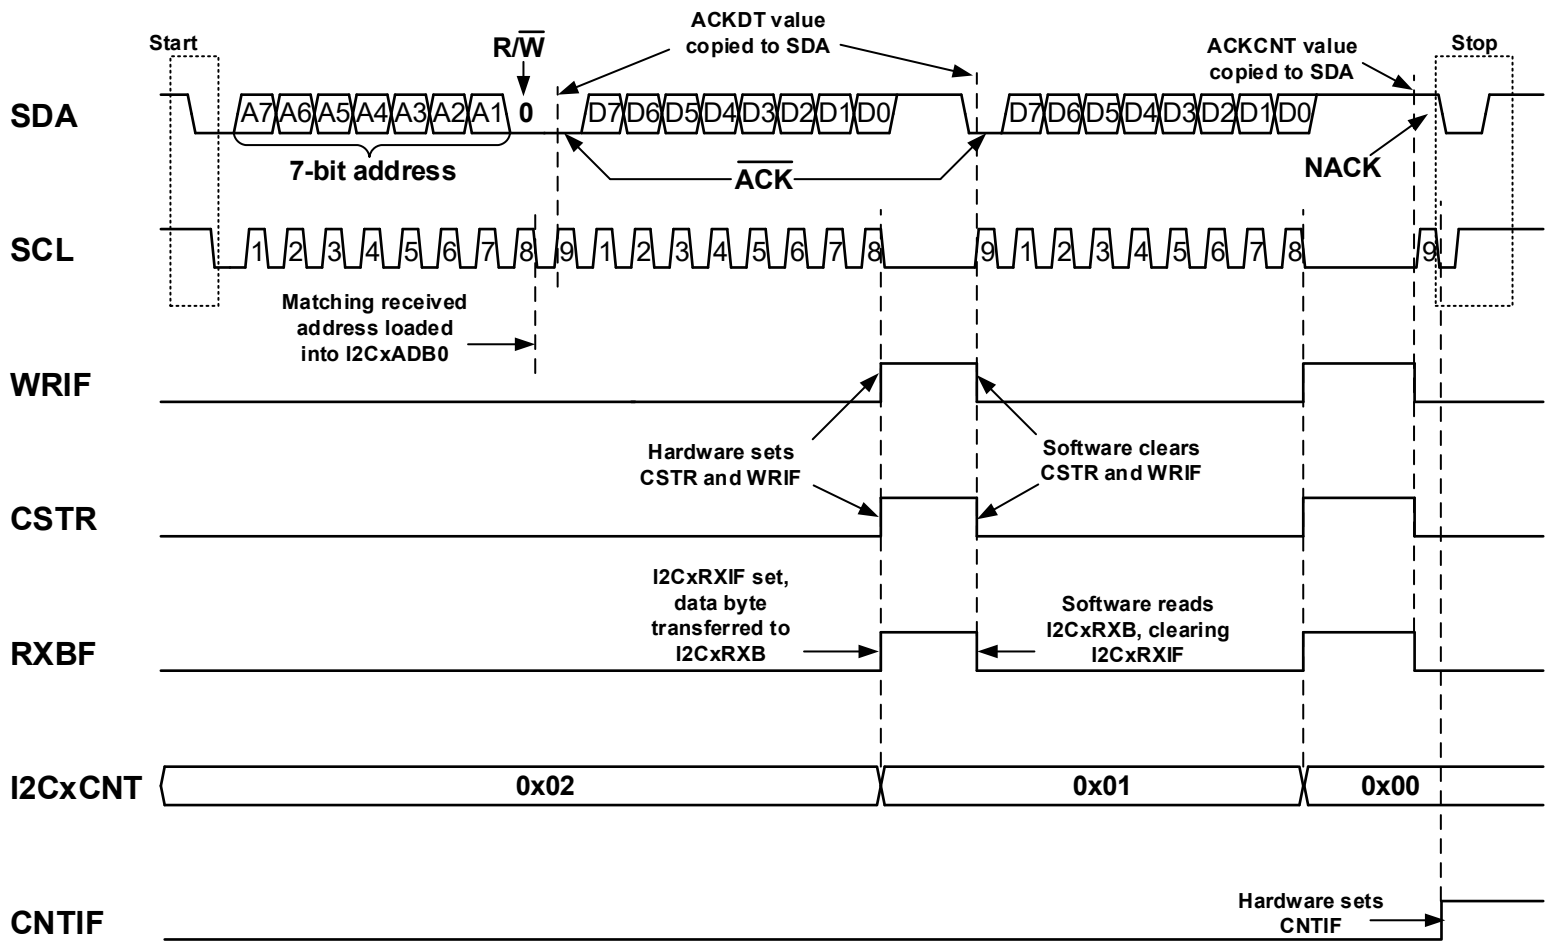 ACKDT value
copied to SDA
Start
R/W
ACKCNT value
copied to SDA
Stop
SDA
A7 A6 A5 A4 A3 A2 A1 0 D7 D6 D5 D4 D3 D2 D1 D0 D7 D6 D5 D4 D3 D2 D1 D0
7-bit address
ACK
NACK
SCL
1 2 3 4 5 6 7 8 9 1 2 3 4 5 6 7 8 9 1 2 3 4 5 6 7 8 9
Matching received
address loaded
into I2CxADB0
WRIF
Hardware sets
CSTR and WRIF
Software clears
CSTR and WRIF
CSTR
I2CxRXIF set,
data byte
transferred to
I2CxRXB
Software reads
I2CxRXB, clearing
I2CxRXIF
RXBF
I2CxCNT
0x02 0x01 0x00
Hardware sets
CNTIF
CNTIF